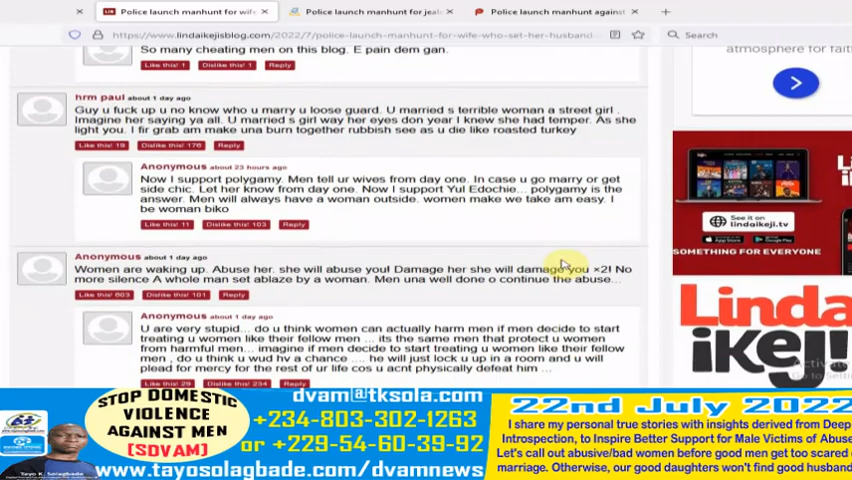 Police launch manhunt for wife
Police launch manhunt for jeal
Police launch manhunt against
https://www.lindaikejisblog.com/2022/7/police-launch-manhunt-for-wife-who-set-her-husband-
Search
So many cheating men on this blog. E pain dem gan.
Like this! 1 Dislike this! 1 Reply
hrm paul about 1 day ago
Guy u fuck up u no know who u marry u loose guard. U married s terrible woman a street girl .
Imagine her saying ya all. U married s girl way her eyes don year I knew she had temper. As she
light you. I fir grab am make una burn together rubbish see as u die like roasted turkey
Like this! 19 Dislike this! 176 Reply
Anonymous about 23 hours ago
Now I support polygamy. Men tell ur wives from day one. In case u go marry or get
side chic. Let her know from day one. Now I support Yul Edochie... polygamy is the
answer. Men will always have a woman outside. women make we take am easy. I
be woman biko
Like this! 11 Dislike this! 103 Reply
Anonymous about 1 day ago
Women are waking up. Abuse her. she will abuse you! Damage her she will damage you ×2! No
more silence A whole man set ablaze by a woman. Men una well done o continue the abuse...
Like this! 603 Dislike this! 101 Reply
Anonymous about 1 day ago
U are very stupid... do u think women can actually harm men if men decide to start
treating u women like their fellow men ... its the same men that protect u women
from harmful men... imagine if men decide to start treating u women like their fellow
men , do u think u wud hv a chance .... he will just lock u up in a room and u will
plead for mercy for the rest of ur life cos u acnt physically defeat him ...
Like this! 29 Dislike this! 234 Reply
atmosphere for faith
See it on
lindaikeji.tv
App Store
Google Play
SOMETHING FOR EVERYONE
Linda
ikeji
STOP DOMESTIC
VIOLENCE
AGAINST MEN
(SDVAM)
dvam@tksola.com
+234-803-302-1263
or +229-54-60-39-92
www.tayosolagbade.com/dvamnews
Tayo K. Solagbade
22nd July 2022
I share my personal true stories with insights derived from Deep
Introspection, to Inspire Better Support for Male Victims of Abuse
Let's call out abusive/bad women before good men get too scared o
marriage. Otherwise, our good daughters won't find good husband